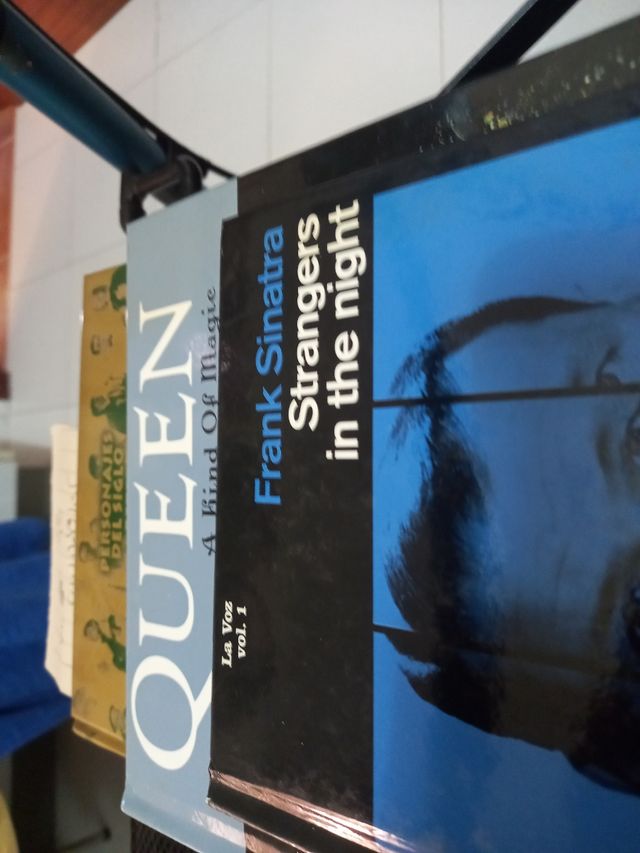 Frank Sinatra
Strangers
in the night
La Voz
vol. 1
QUEEN
A Kind Of Magic
PERSONAJES
DEL SIGLO